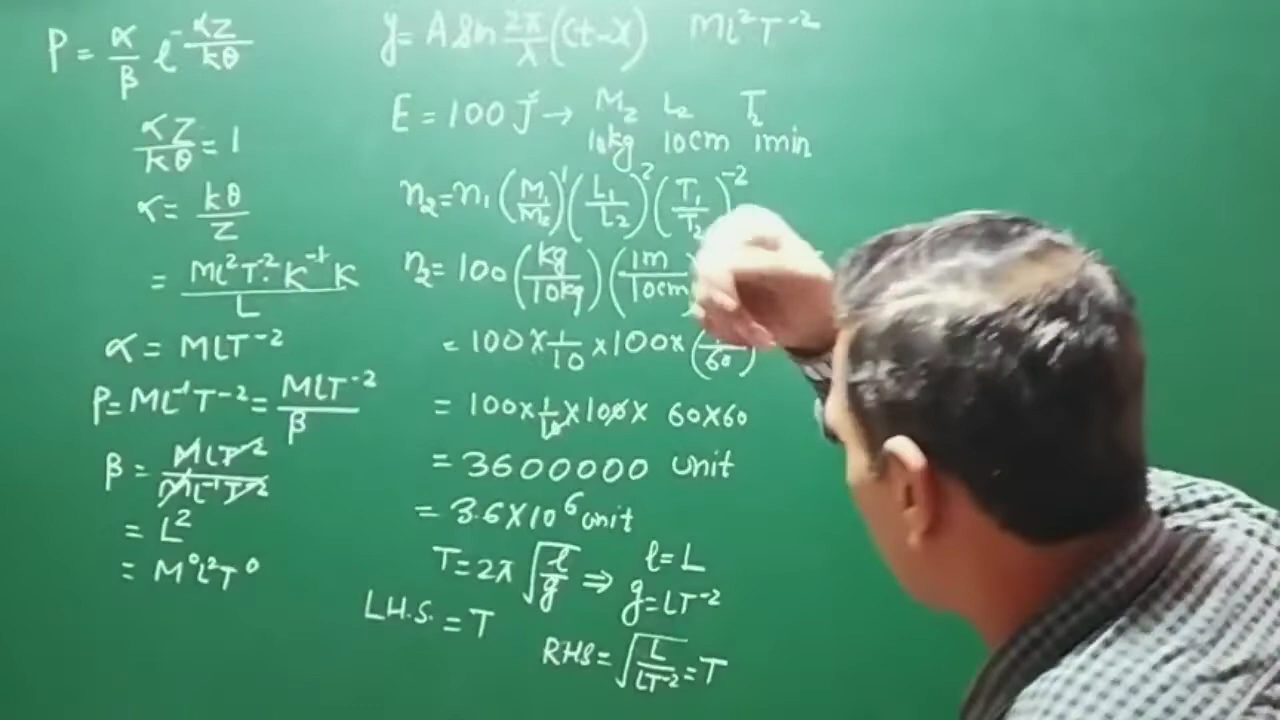 P = α/β e^-αZ/kθ
αZ/kθ = 1
α = kθ/Z
= ML²T⁻²K⁻¹K/L
α = MLT⁻²
P = ML⁻¹T⁻² = MLT⁻²/β
β = MLT⁻²/ML⁻¹T⁻²
= L²
= M⁰L²T⁰
y = A sin 2π/λ (ct-x) ML²T⁻²
E = 100 J → M₂ L₂ T₂
10kg 10cm 1min
n₂ = n₁ (M₁/M₂)¹ (L₁/L₂)² (T₁/T₂)⁻²
n₂ = 100 (kg/10kg) (1m/10cm
= 100 × 1/10 × 100 × (1/60)
= 100 × 1/10 × 100 × 60×60
= 3600000 unit
= 3.6×10⁶ unit
T = 2π √l/g ⇒ l = L
g = LT⁻²
L.H.S. = T
RHS = √L/LT⁻² = T